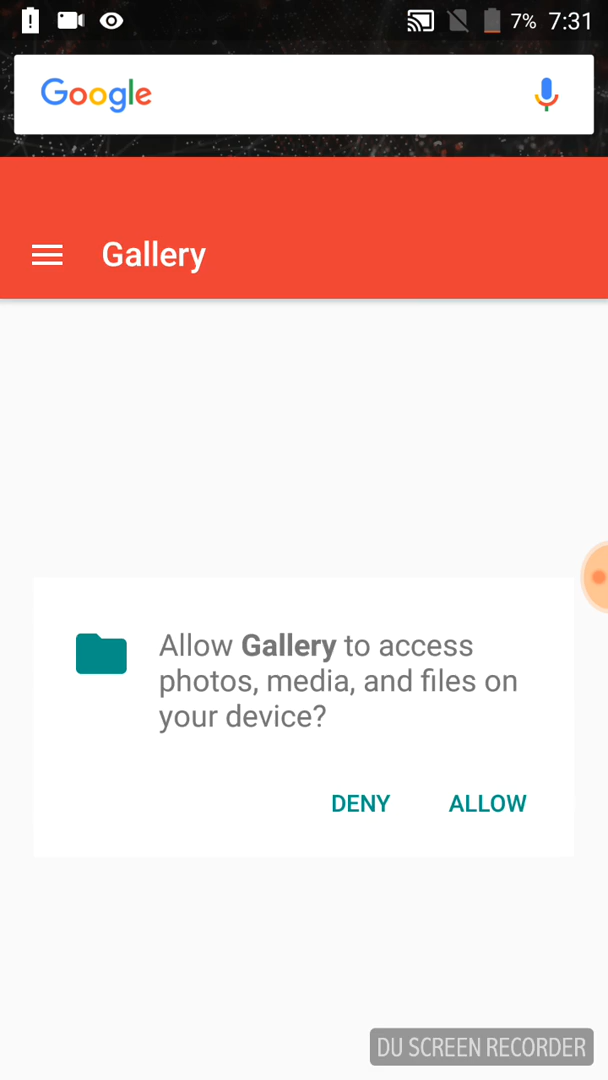 7% 7:31
Google
Gallery
Allow Gallery to access
photos, media, and files on
your device?
DENY ALLOW
DU SCREEN RECORDER